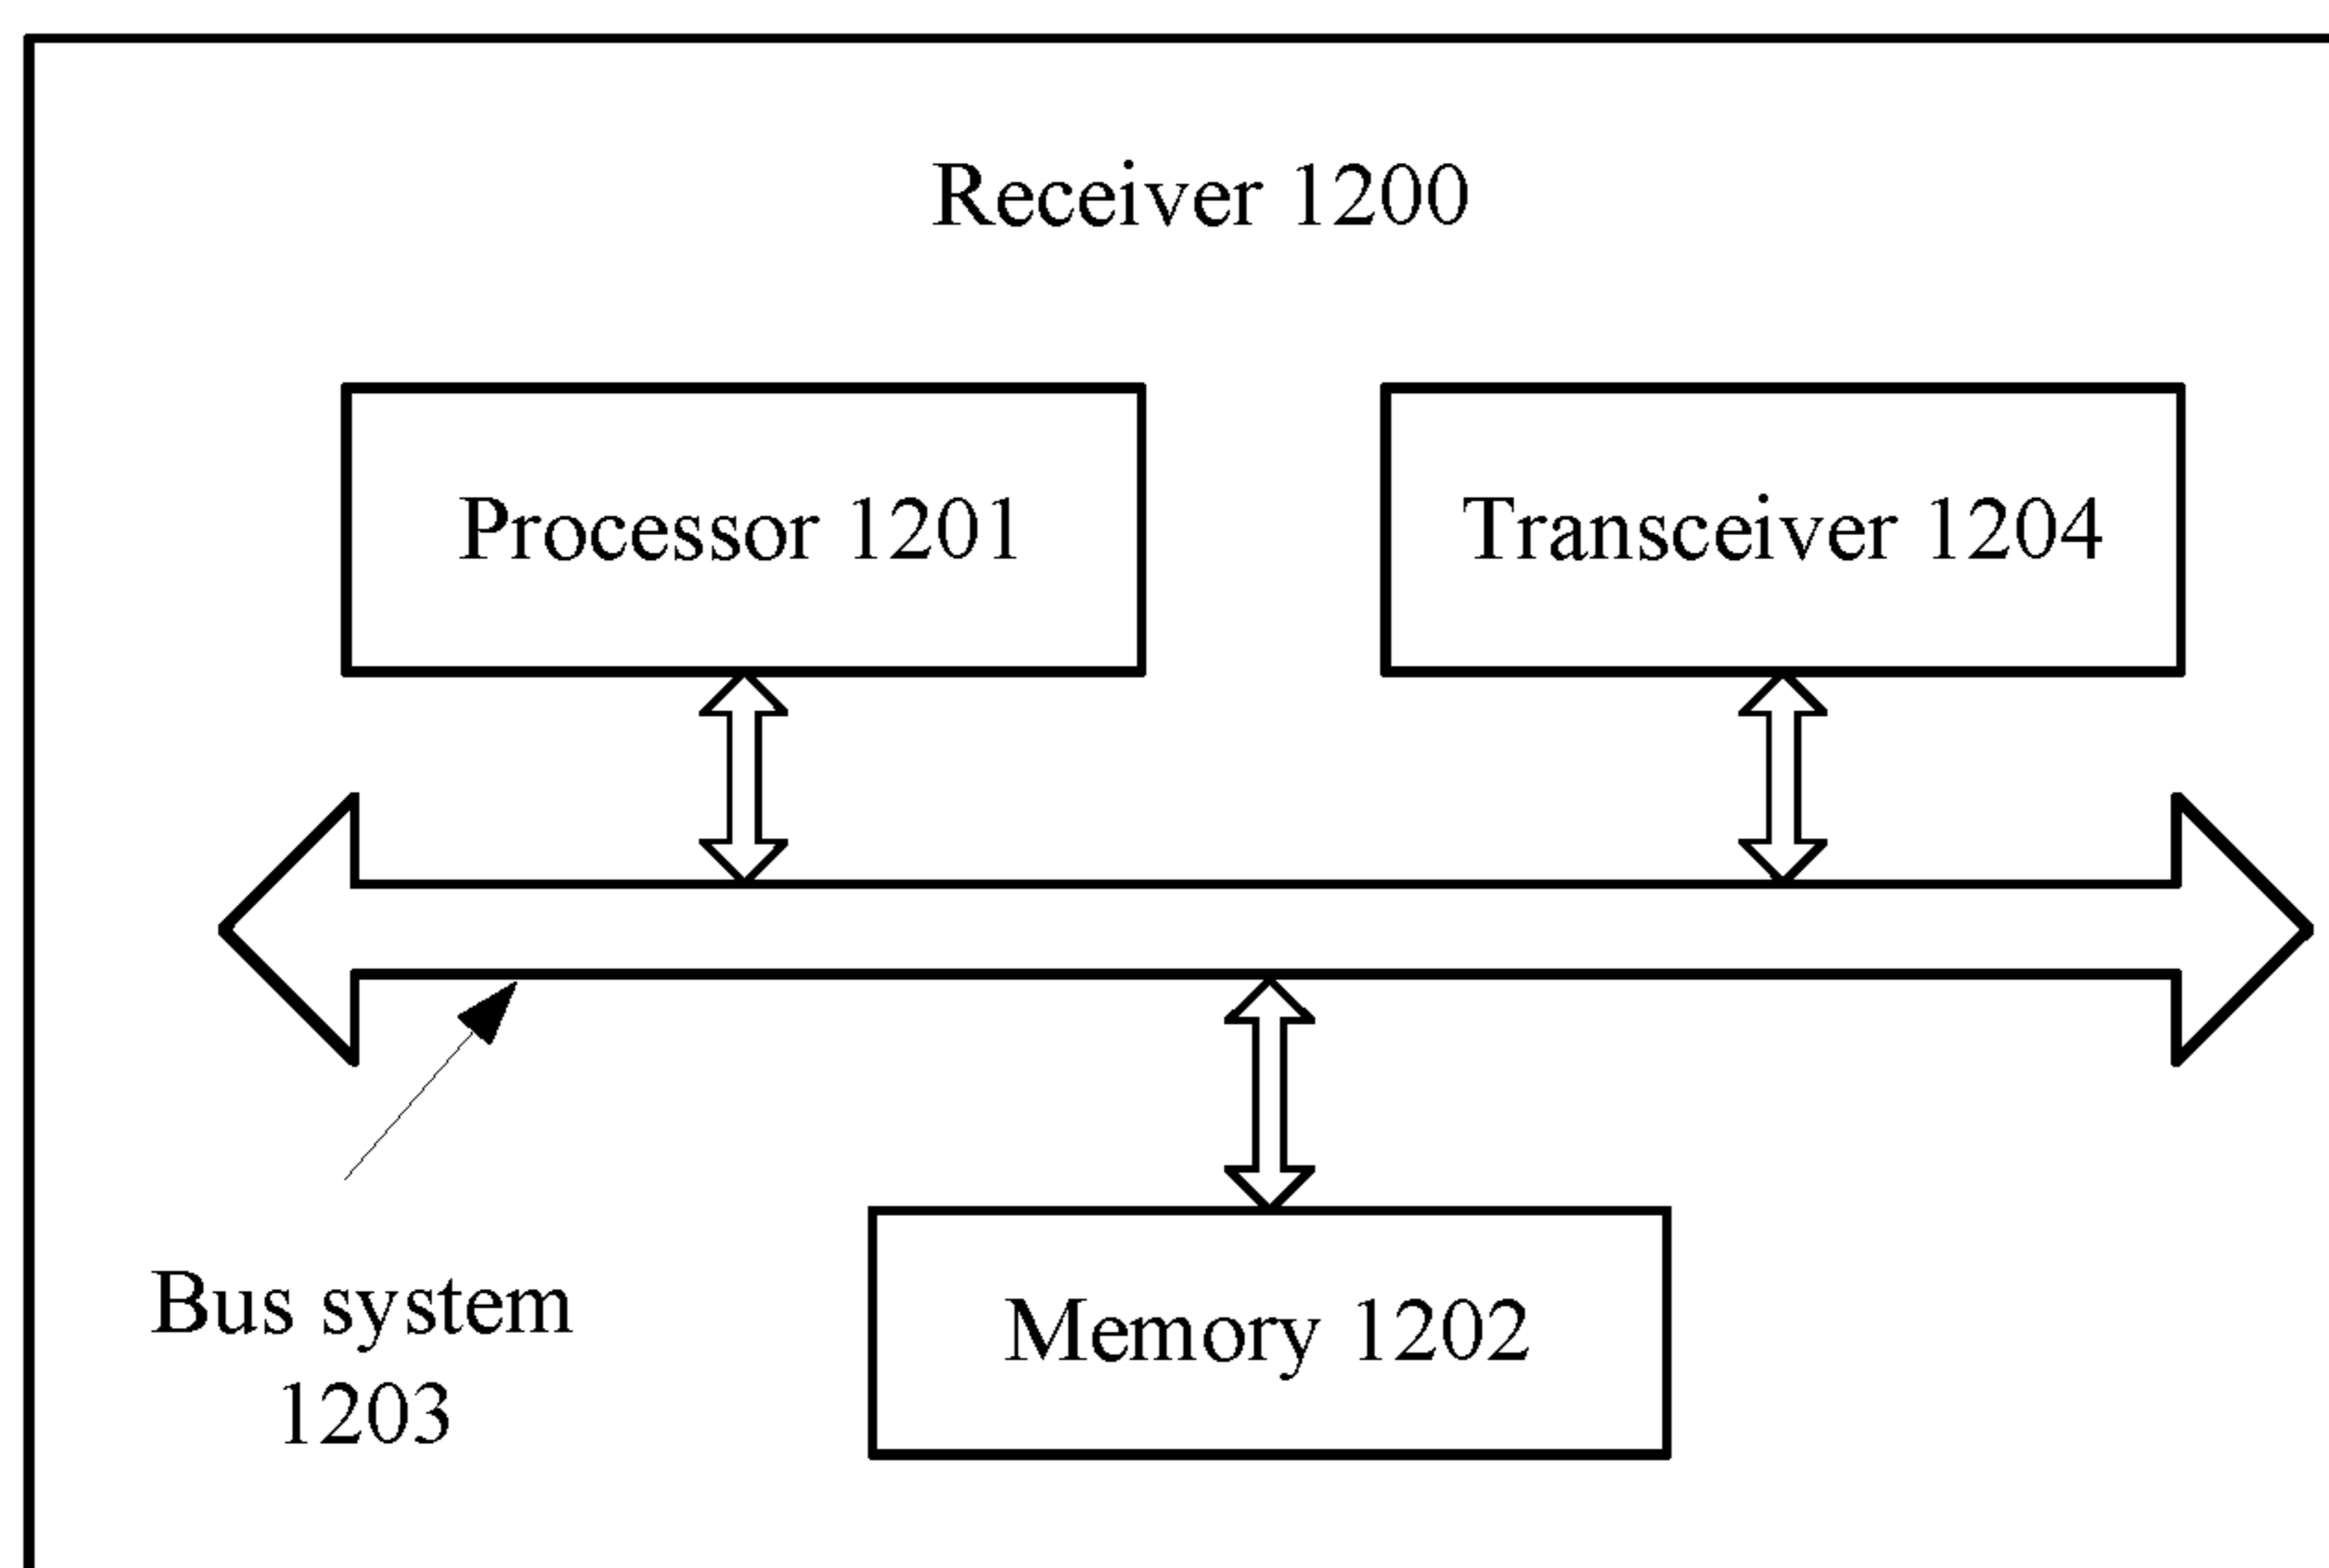 Receiver 1200
Processor 1201
Transceiver 1204
Bus system
1203
Memory 1202